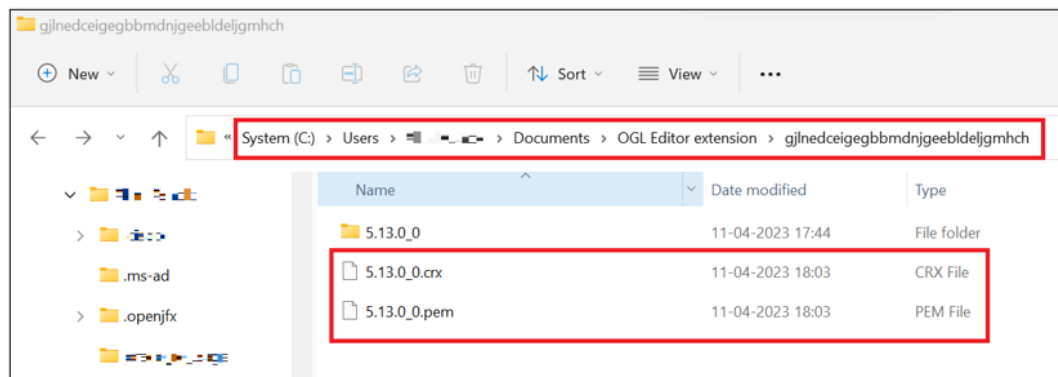 gjlnedceigegbbmdnjgeebldeljgmhch
New Sort View •••
« System (C:) > Users > > Documents > OGL Editor extension > gjlnedceigegbbmdnjgeebldeljgmhch
Name Date modified Type
5.13.0_0 11-04-2023 17:44 File folder
5.13.0_0.crx 11-04-2023 18:03 CRX File
.ms-ad
5.13.0_0.pem 11-04-2023 18:03 PEM File
.openjfx